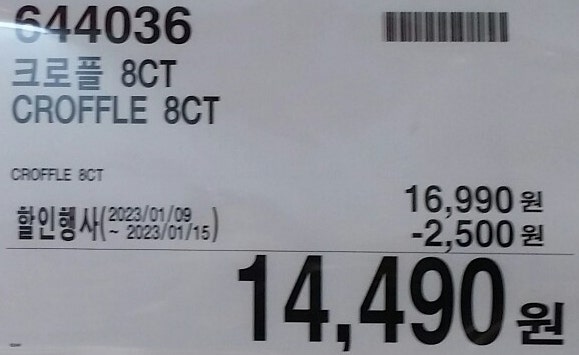 644036
크로플 8CT
CROFFLE 8CT
CROFFLE 8CT
16,990 원
할인행사(2023/01/09 ~ 2023/01/15)
-2,500 원
14,490 원